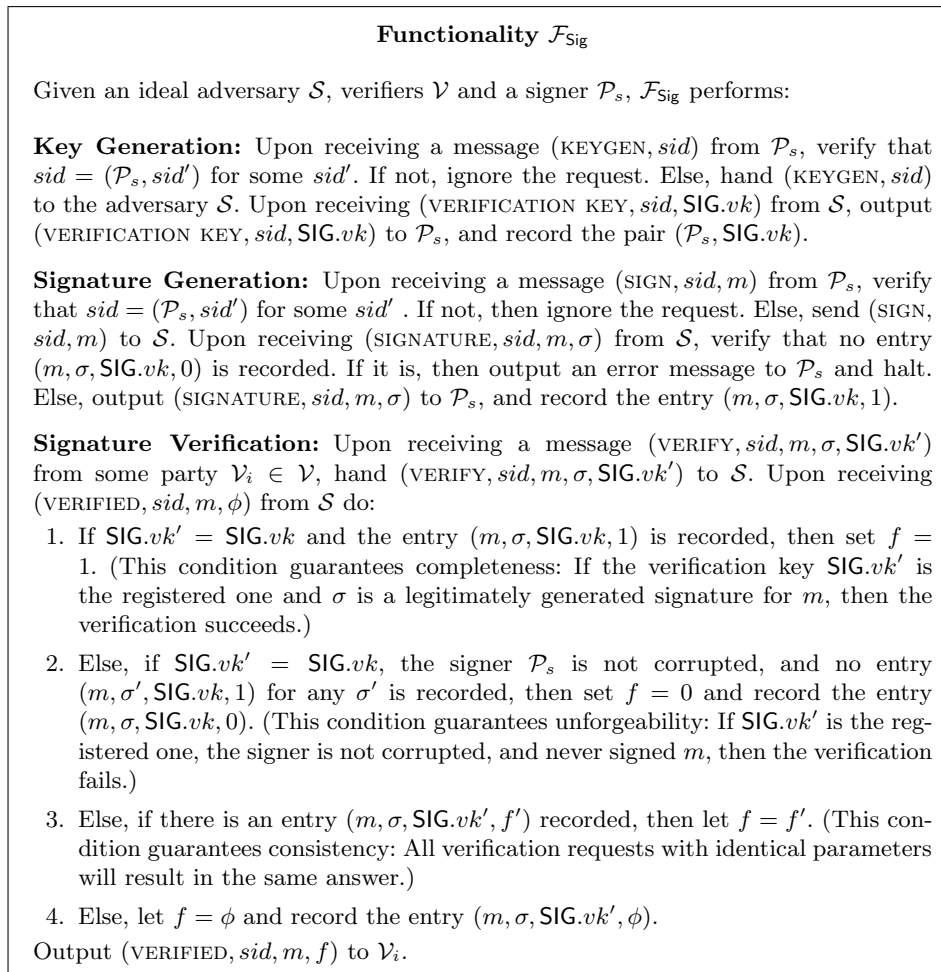 Functionality 𝓕_Sig
Given an ideal adversary 𝒮, verifiers 𝒱 and a signer 𝒫_s, 𝓕_Sig performs:
Key Generation: Upon receiving a message (KEYGEN, sid) from 𝒫_s, verify that
sid = (𝒫_s, sid′) for some sid′. If not, ignore the request. Else, hand (KEYGEN, sid)
to the adversary 𝒮. Upon receiving (VERIFICATION KEY, sid, SIG.vk) from 𝒮, output
(VERIFICATION KEY, sid, SIG.vk) to 𝒫_s, and record the pair (𝒫_s, SIG.vk).
Signature Generation: Upon receiving a message (SIGN, sid, m) from 𝒫_s, verify
that sid = (𝒫_s, sid′) for some sid′ . If not, then ignore the request. Else, send (SIGN,
sid, m) to 𝒮. Upon receiving (SIGNATURE, sid, m, σ) from 𝒮, verify that no entry
(m, σ, SIG.vk, 0) is recorded. If it is, then output an error message to 𝒫_s and halt.
Else, output (SIGNATURE, sid, m, σ) to 𝒫_s, and record the entry (m, σ, SIG.vk, 1).
Signature Verification: Upon receiving a message (VERIFY, sid, m, σ, SIG.vk′)
from some party 𝒱_i ∈ 𝒱, hand (VERIFY, sid, m, σ, SIG.vk′) to 𝒮. Upon receiving
(VERIFIED, sid, m, ϕ) from 𝒮 do:
1. If SIG.vk′ = SIG.vk and the entry (m, σ, SIG.vk, 1) is recorded, then set f =
1. (This condition guarantees completeness: If the verification key SIG.vk′ is
the registered one and σ is a legitimately generated signature for m, then the
verification succeeds.)
2. Else, if SIG.vk′ = SIG.vk, the signer 𝒫_s is not corrupted, and no entry
(m, σ′, SIG.vk, 1) for any σ′ is recorded, then set f = 0 and record the entry
(m, σ, SIG.vk, 0). (This condition guarantees unforgeability: If SIG.vk′ is the reg-
istered one, the signer is not corrupted, and never signed m, then the verification
fails.)
3. Else, if there is an entry (m, σ, SIG.vk′, f′) recorded, then let f = f′. (This con-
dition guarantees consistency: All verification requests with identical parameters
will result in the same answer.)
4. Else, let f = ϕ and record the entry (m, σ, SIG.vk′, ϕ).
Output (VERIFIED, sid, m, f) to 𝒱_i.